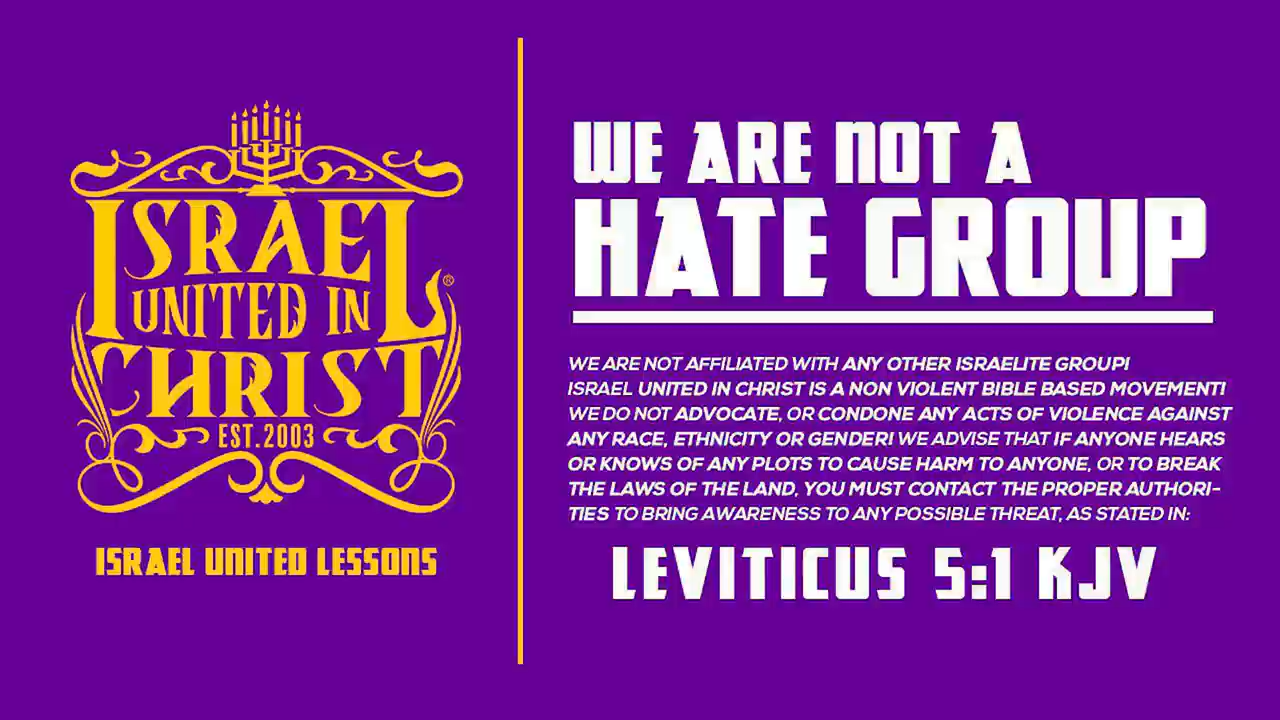 ISRAEL
UNITED IN
CHRIST
®
EST. 2003
ISRAEL UNITED LESSONS
WE ARE NOT A
HATE GROUP
WE ARE NOT AFFILIATED WITH ANY OTHER ISRAELITE GROUP!
ISRAEL UNITED IN CHRIST IS A NON VIOLENT BIBLE BASED MOVEMENT!
WE DO NOT ADVOCATE, OR CONDONE ANY ACTS OF VIOLENCE AGAINST
ANY RACE, ETHNICITY OR GENDER! WE ADVISE THAT IF ANYONE HEARS
OR KNOWS OF ANY PLOTS TO CAUSE HARM TO ANYONE, OR TO BREAK
THE LAWS OF THE LAND, YOU MUST CONTACT THE PROPER AUTHORI-
TIES TO BRING AWARENESS TO ANY POSSIBLE THREAT, AS STATED IN:
LEVITICUS 5:1 KJV